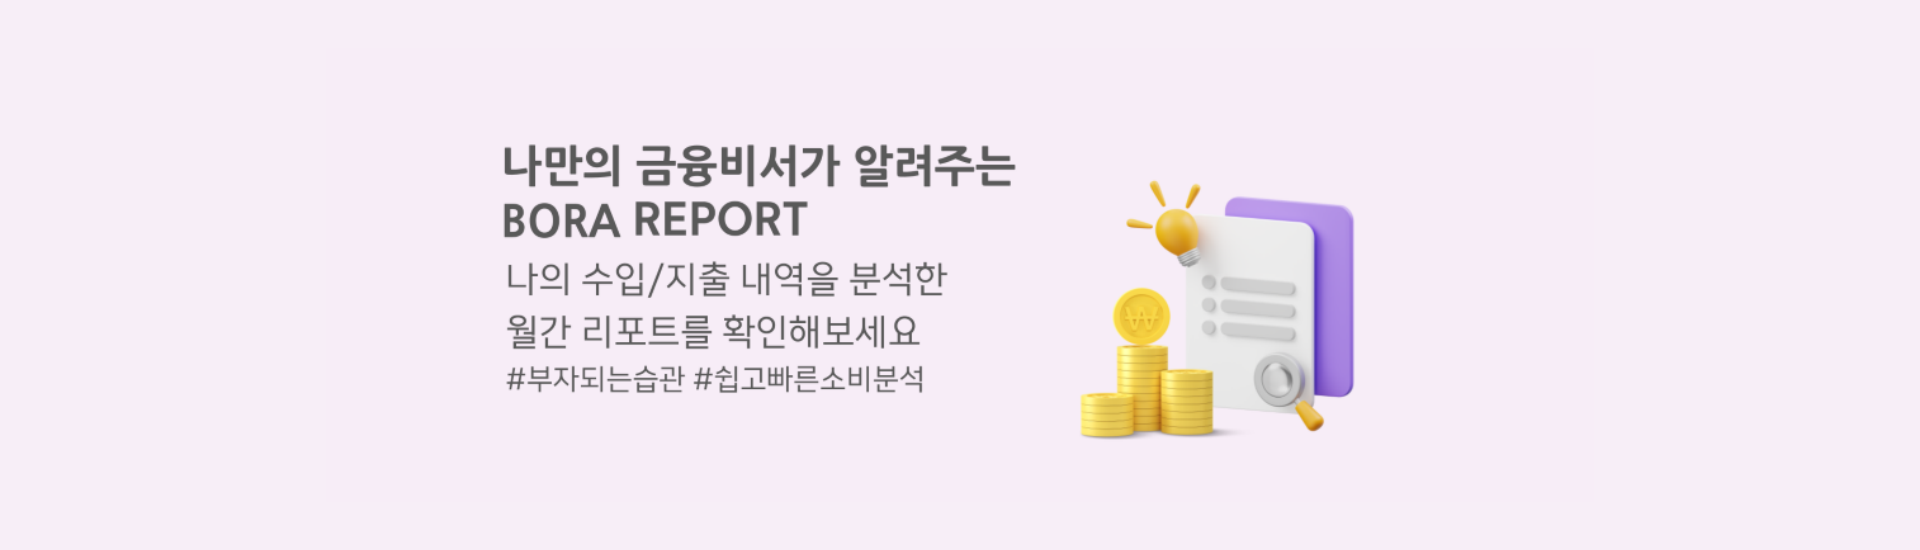 나만의 금융비서가 알려주는
BORA REPORT
나의 수입/지출 내역을 분석한
월간 리포트를 확인해보세요
#부자되는습관 #쉽고빠른소비분석
₩